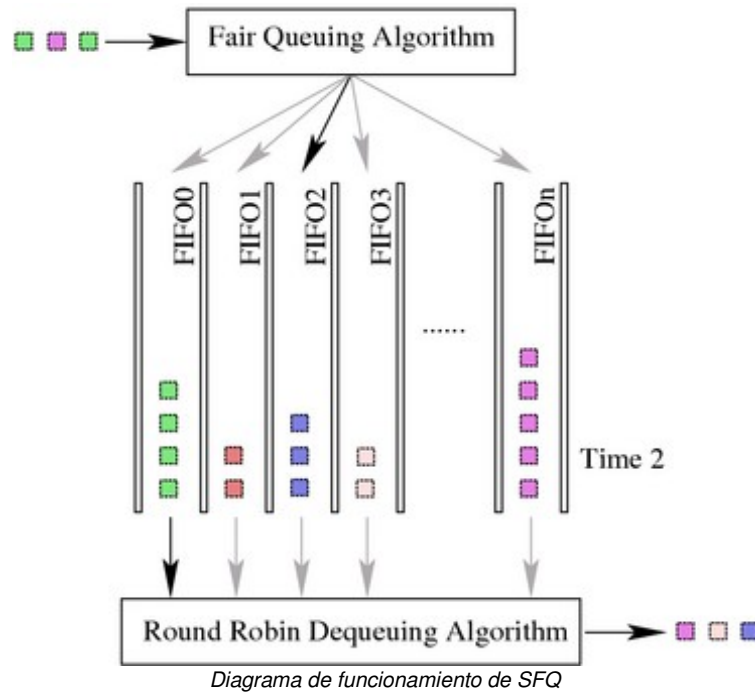 Fair Queuing Algorithm
FIFO0
FIFO1
FIFO2
FIFO3
FIFOn
......
Time 2
Round Robin Dequeuing Algorithm
Diagrama de funcionamiento de SFQ